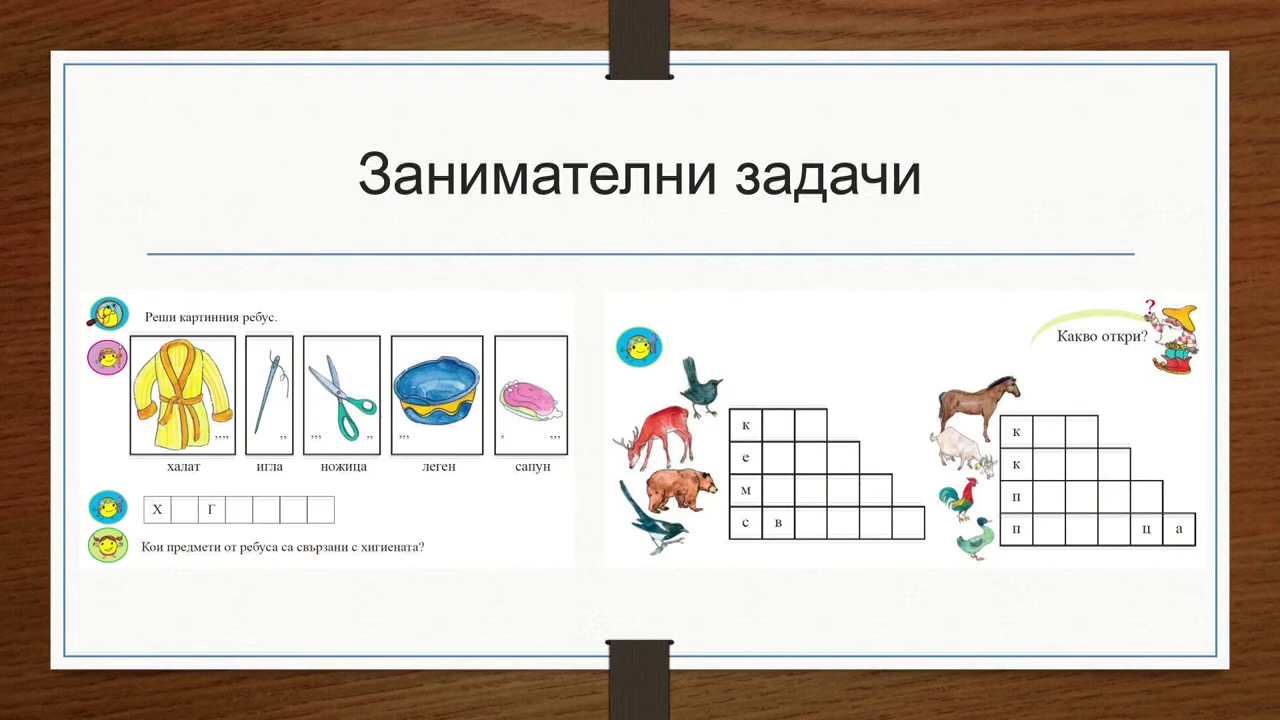 Занимателни задачи
Реши картинния ребус.
,,,, ,, ,,, ,, ,,, , ,,,
халат игла ножица леген сапун
Х Г
Кои предмети от ребуса са свързани с хигиената?
?
Какво откри?
к
е
м
с в
к
к
п
п ц а